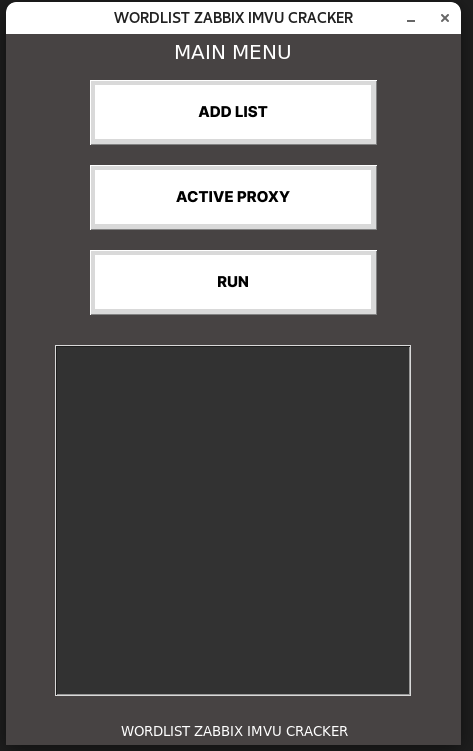 WORDLIST ZABBIX IMVU CRACKER
MAIN MENU
ADD LIST
ACTIVE PROXY
RUN
WORDLIST ZABBIX IMVU CRACKER